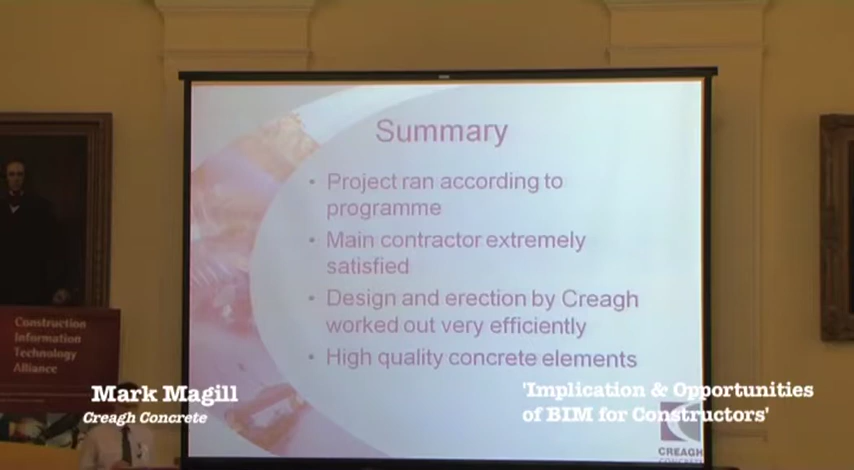 Summary
• Project ran according to
programme
• Main contractor extremely
satisfied
• Design and erection by Creagh
worked out very efficiently
• High quality concrete elements
CREAGH
CONCRETE
Construction
Information
Technology
Alliance
Mark Magill
Creagh Concrete
'Implication & Opportunities
of BIM for Constructors'